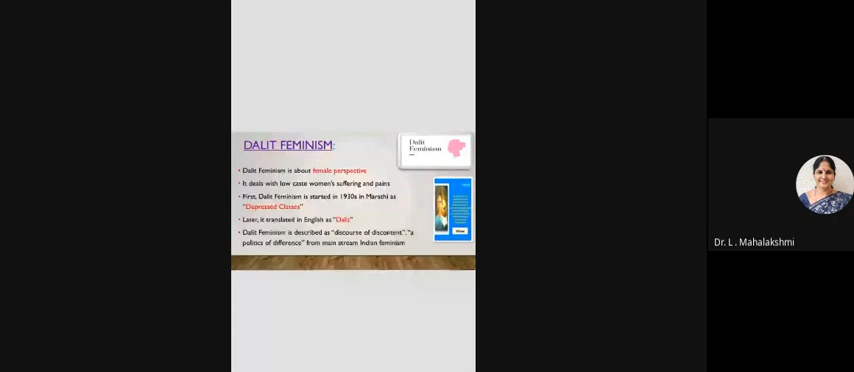 DALIT FEMINISM:
Dalit
Feminism
• Dalit Feminism is about female perspective
• It deals with low caste women's suffering and pains
• First, Dalit Feminism is started in 1930s in Marathi as
"Depressed Classes"
• Later, it translated in English as "Dalit"
• Dalit Feminism is described as "discourse of discontent". "a
politics of difference" from main stream Indian feminism
Dr. L . Mahalakshmi